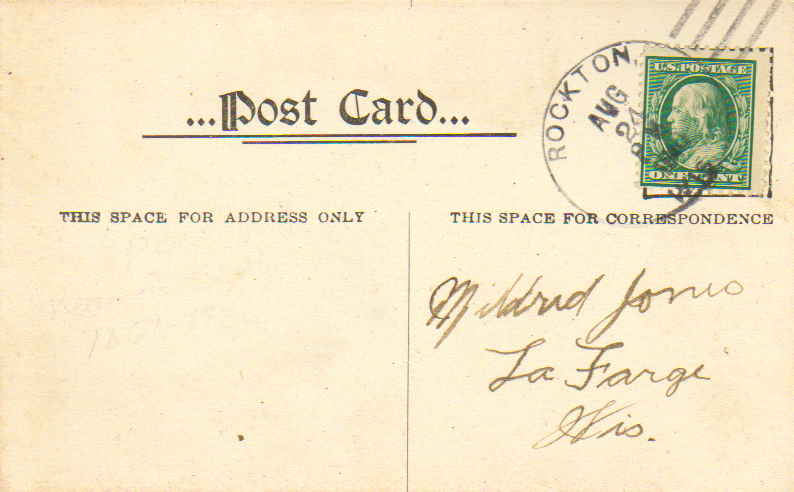 ...Post Card...
ROCKTON,
AUG
24
U.S. POSTAGE
ONE CENT
THIS SPACE FOR ADDRESS ONLY
THIS SPACE FOR CORRESPONDENCE
Mildred Jones
La Farge
Wis.